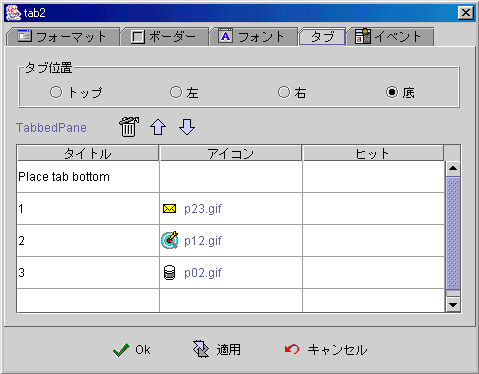 tab2
フォーマット ボーダー フォント タブ イベント
タブ位置
トップ 左 右 底
TabbedPane
タイトル アイコン ヒット
Place tab bottom
1 p23.gif
2 p12.gif
3 p02.gif
Ok 適用 キャンセル